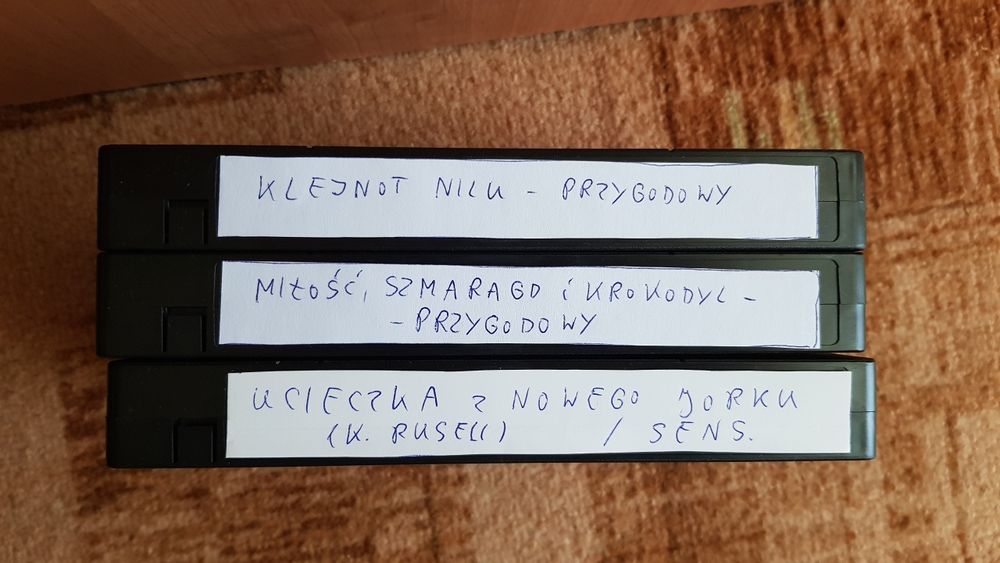 KLEJNOT NILU - PRZYGODOWY
MIŁOŚĆ, SZMARAGD i KROKODYL -
- PRZYGODOWY
UCIECZKA z NOWEGO JORKU
(K. RUSELL) / SENS.